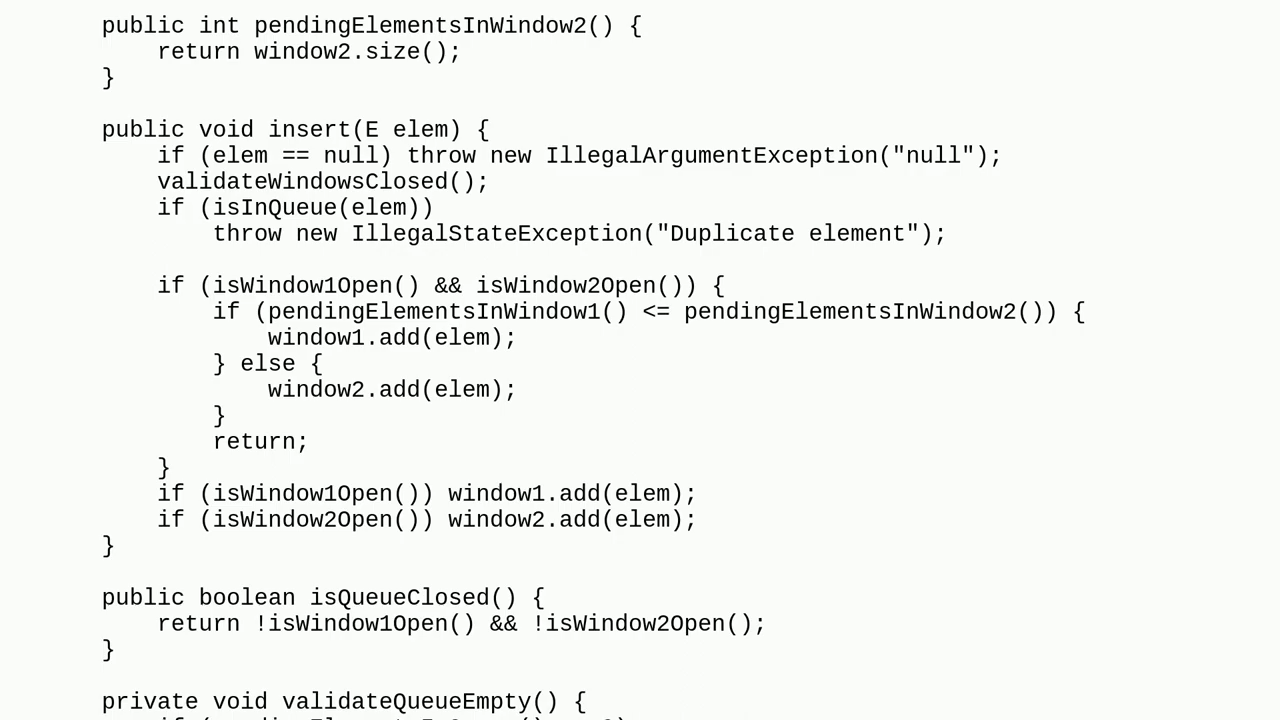 public int pendingElementsInWindow2() {
return window2.size();
}
public void insert(E elem) {
if (elem == null) throw new IllegalArgumentException("null");
validateWindowsClosed();
if (isInQueue(elem))
throw new IllegalStateException("Duplicate element");
if (isWindow1Open() && isWindow2Open()) {
if (pendingElementsInWindow1() <= pendingElementsInWindow2()) {
window1.add(elem);
} else {
window2.add(elem);
}
return;
}
if (isWindow1Open()) window1.add(elem);
if (isWindow2Open()) window2.add(elem);
}
public boolean isQueueClosed() {
return !isWindow1Open() && !isWindow2Open();
}
private void validateQueueEmpty() {